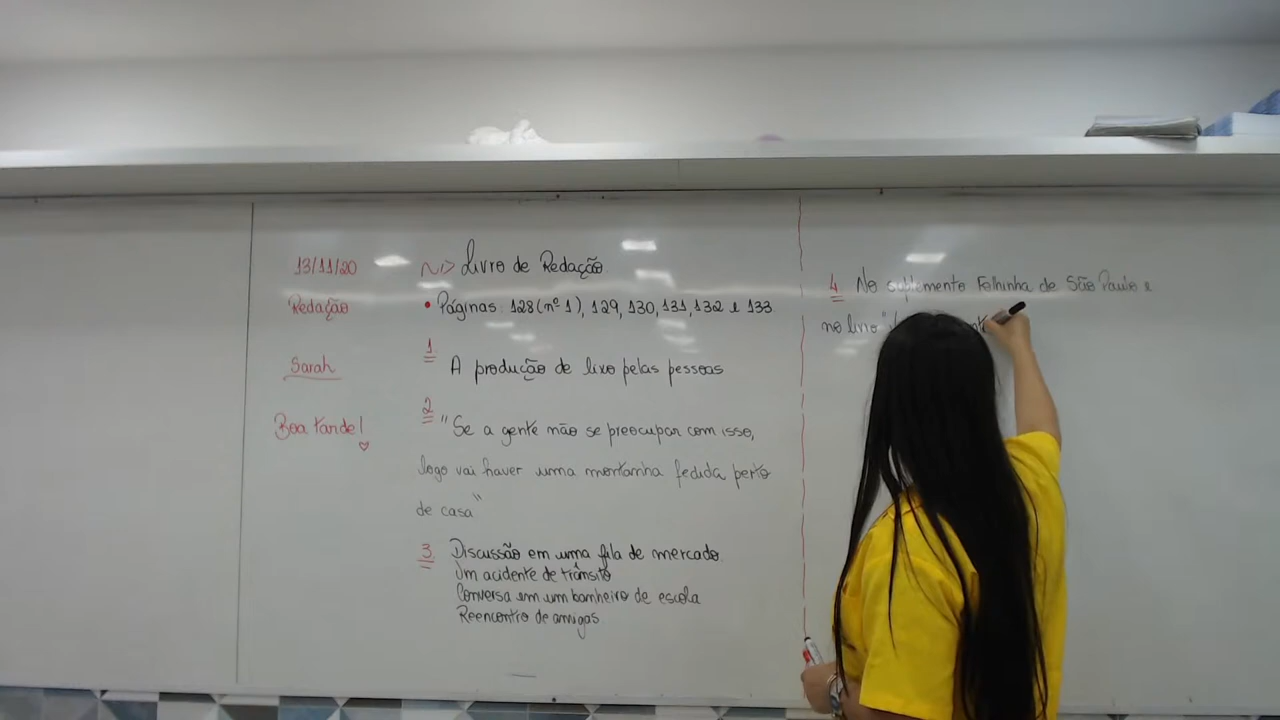 13/11/20
Redação
Sarah
Boa tarde!
Livro de Redação
• Páginas: 128 (nº 1), 129, 130, 131, 132 e 133
1
A produção de lixo pelas pessoas
2
"Se a gente não se preocupar com isso,
logo vai haver uma montanha fedida perto
de casa"
3 Discussão em uma fila de mercado.
Um acidente de trânsito
Conversa em um banheiro de escola
Reencontro de amigas
4 No suplemento Folhinha de São Paulo e
no livro